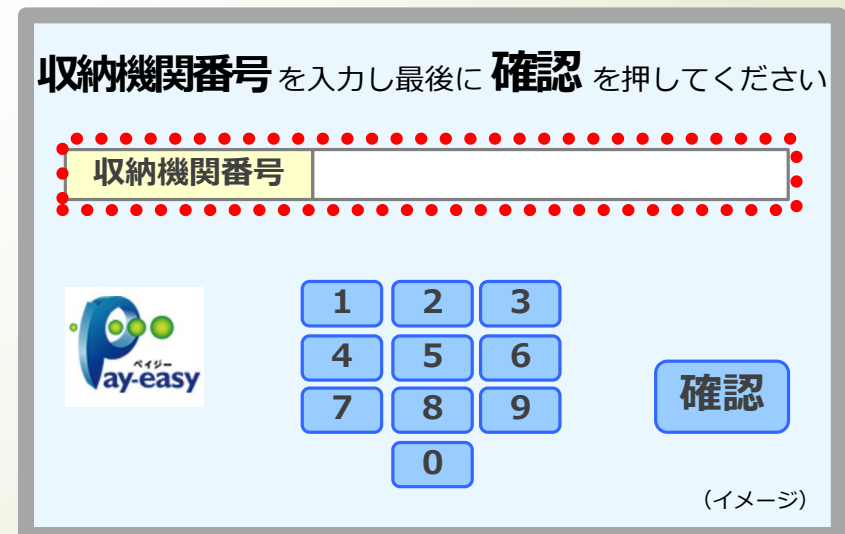 収納機関番号 を入力し最後に 確認 を押してください
収納機関番号
1 2 3
ペイジー
Pay-easy
4 5 6
確認
7 8 9
0
（イメージ）